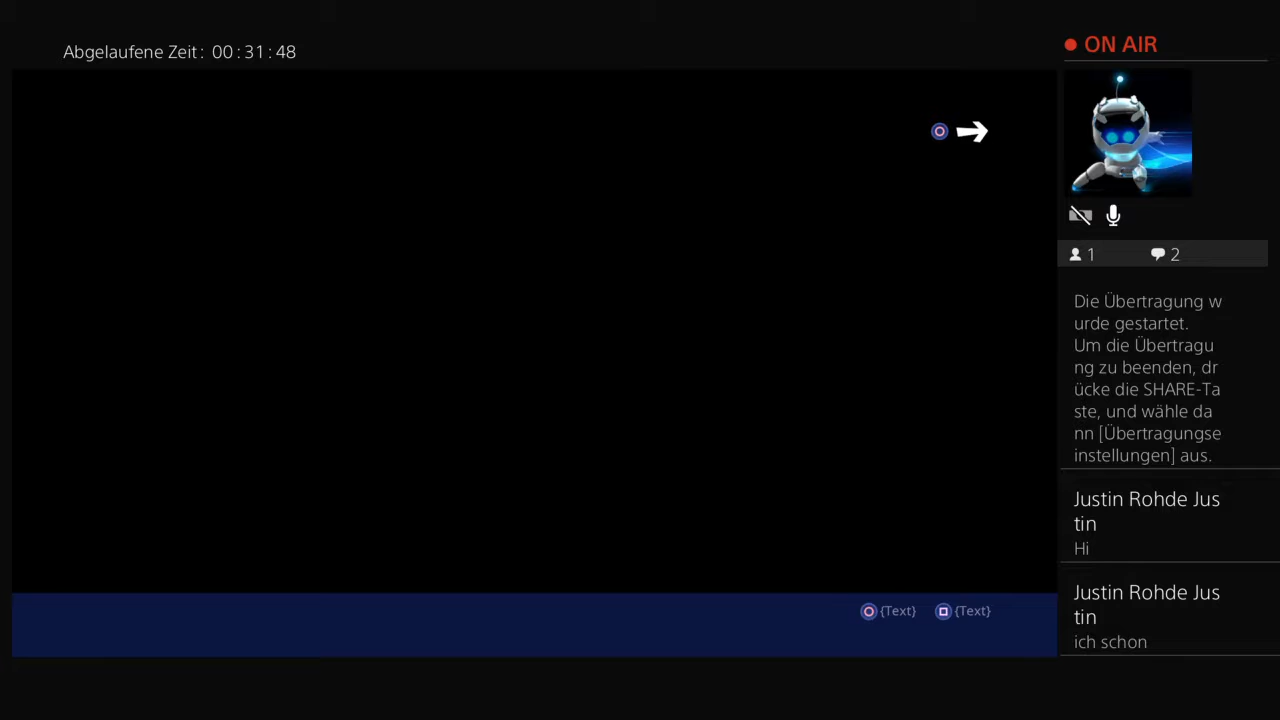 Abgelaufene Zeit: 00:31:48
ON AIR
1 2
Die Übertragung w
urde gestartet.
Um die Übertragu
ng zu beenden, dr
ücke die SHARE-Ta
ste, und wähle da
nn [Übertragungse
instellungen] aus.
Justin Rohde Jus
tin
Hi
Justin Rohde Jus
tin
ich schon
{Text} {Text}